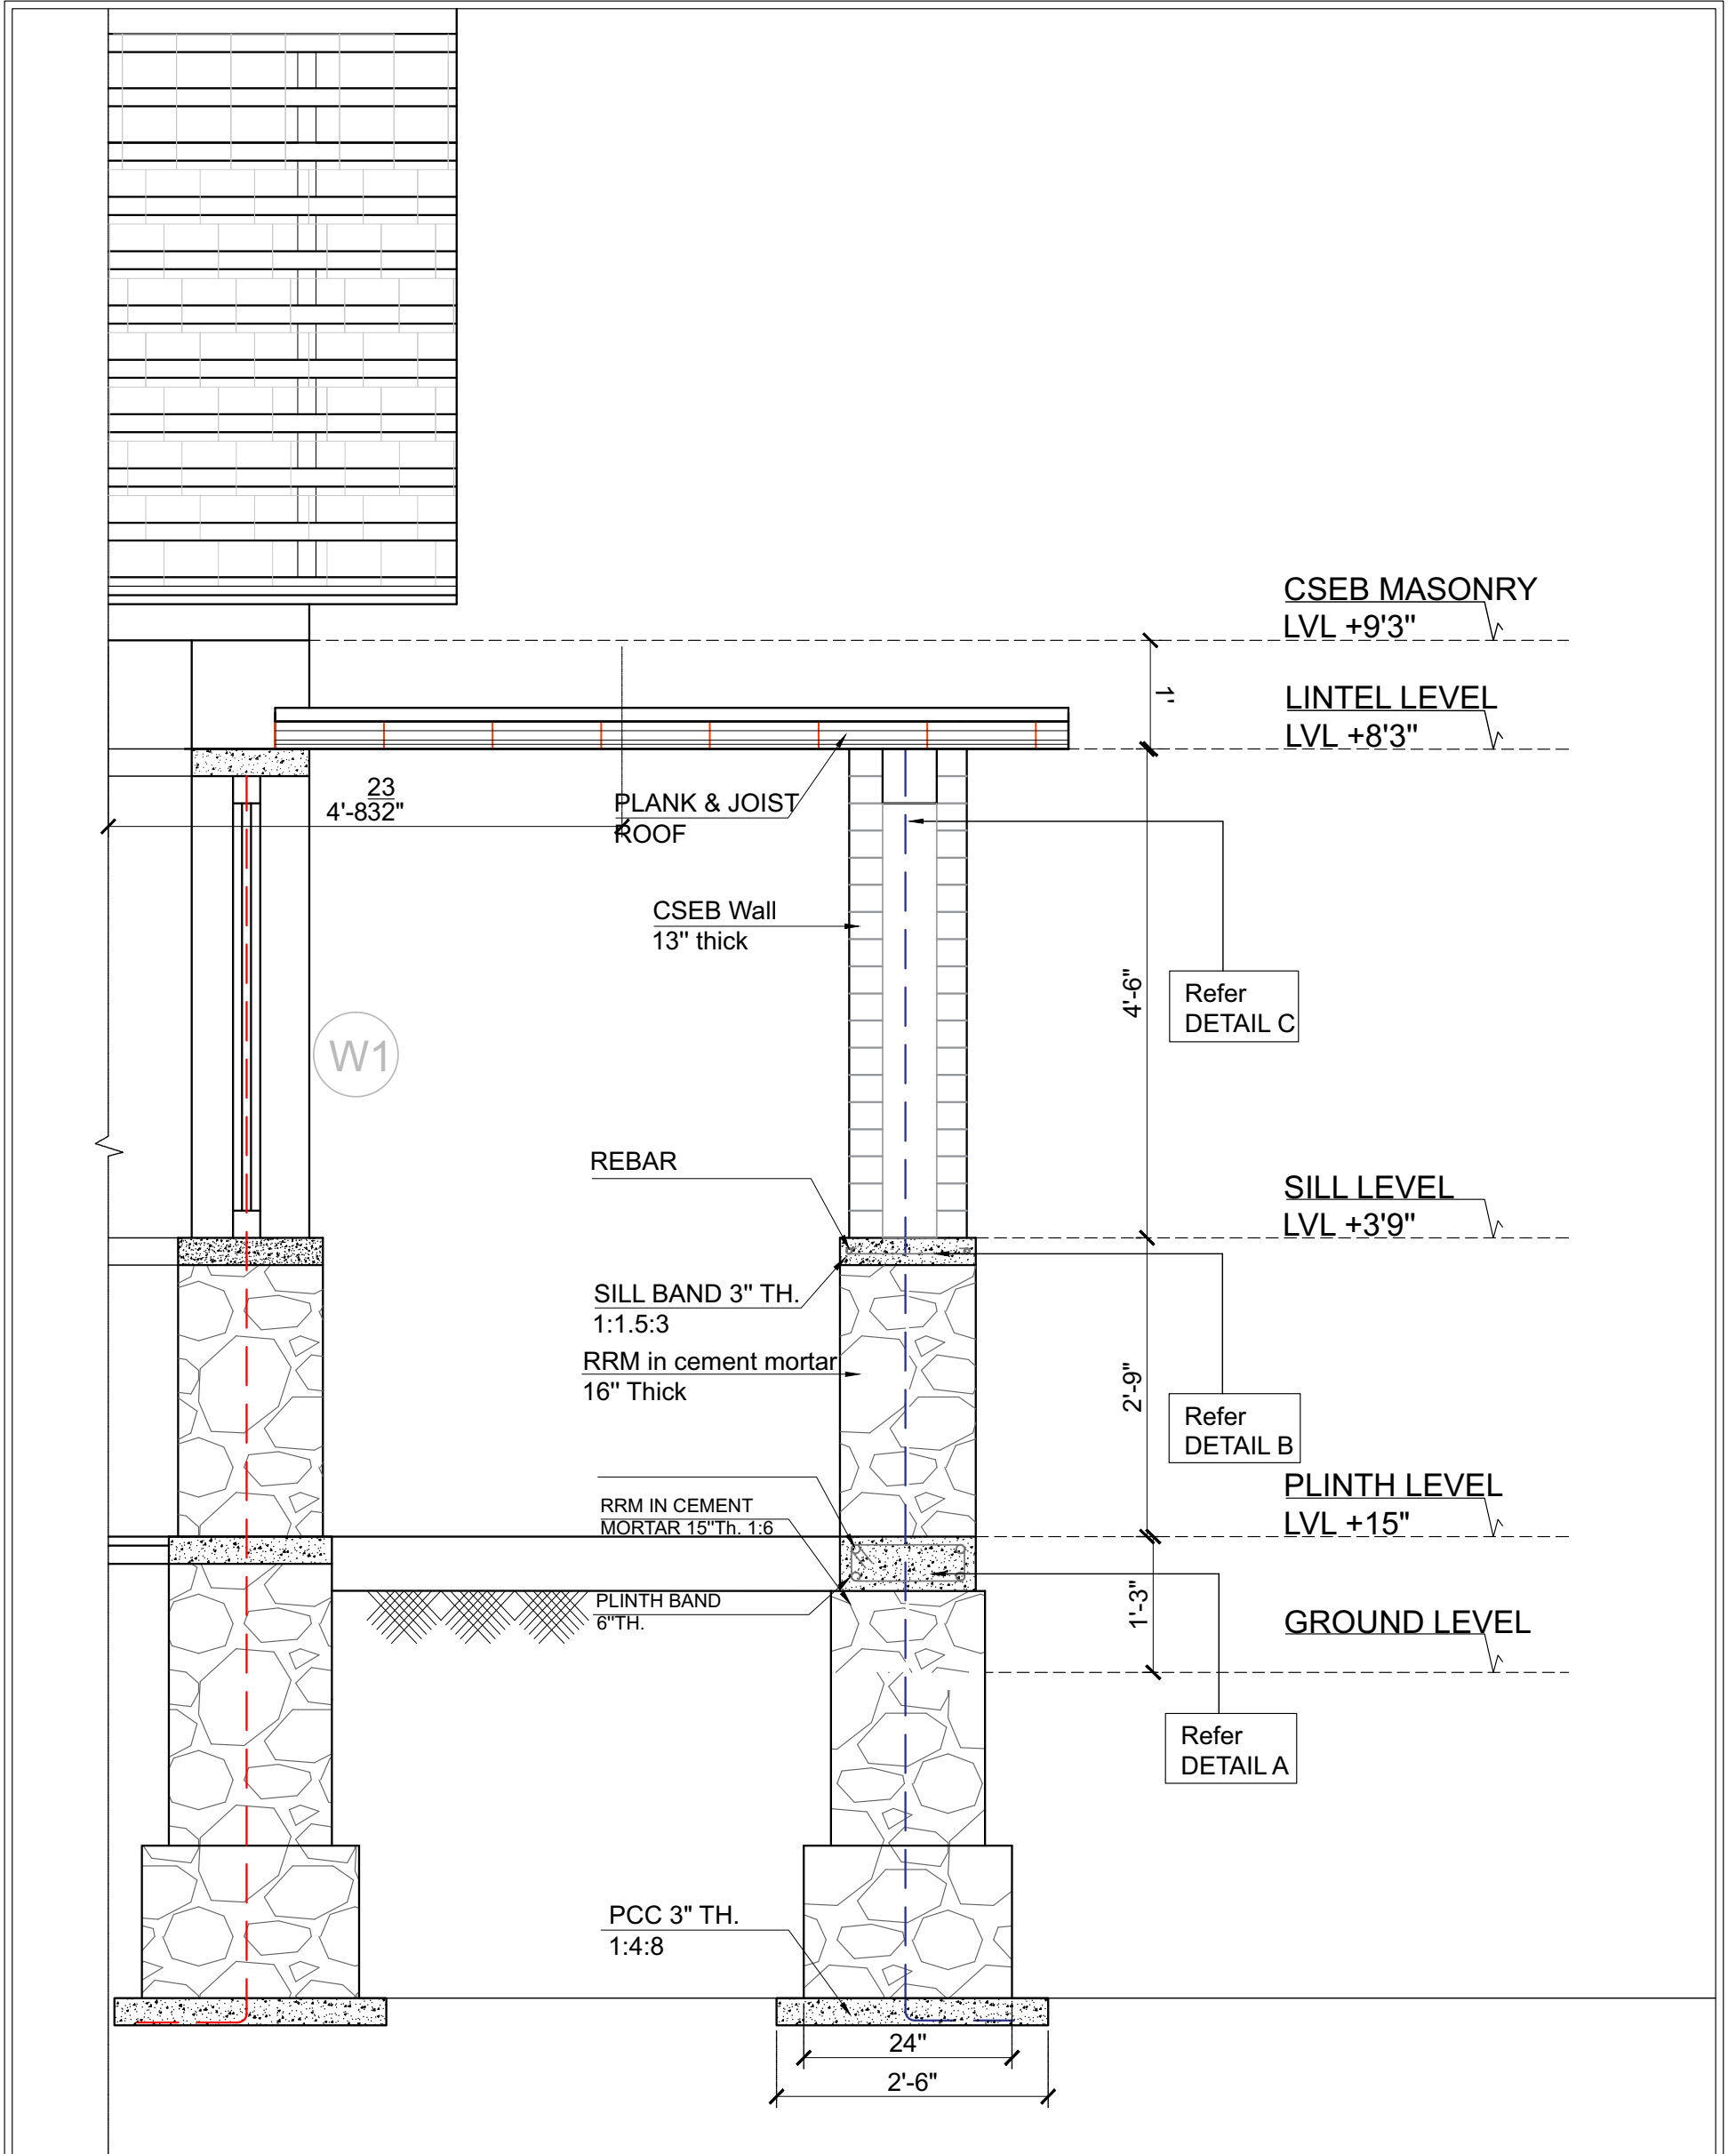 CSEB MASONRY
LVL +9'3"
1'
LINTEL LEVEL
LVL +8'3"
23
4'-832"
PLANK & JOIST
ROOF
CSEB Wall
13" thick
4'-6"
Refer
DETAIL C
W1
REBAR
SILL LEVEL
LVL +3'9"
SILL BAND 3" TH.
1:1.5:3
RRM in cement mortar
16" Thick
2'-9"
Refer
DETAIL B
PLINTH LEVEL
LVL +15"
RRM IN CEMENT
MORTAR 15"Th. 1:6
PLINTH BAND
6"TH.
1'-3"
GROUND LEVEL
Refer
DETAIL A
PCC 3" TH.
1:4:8
24"
2'-6"